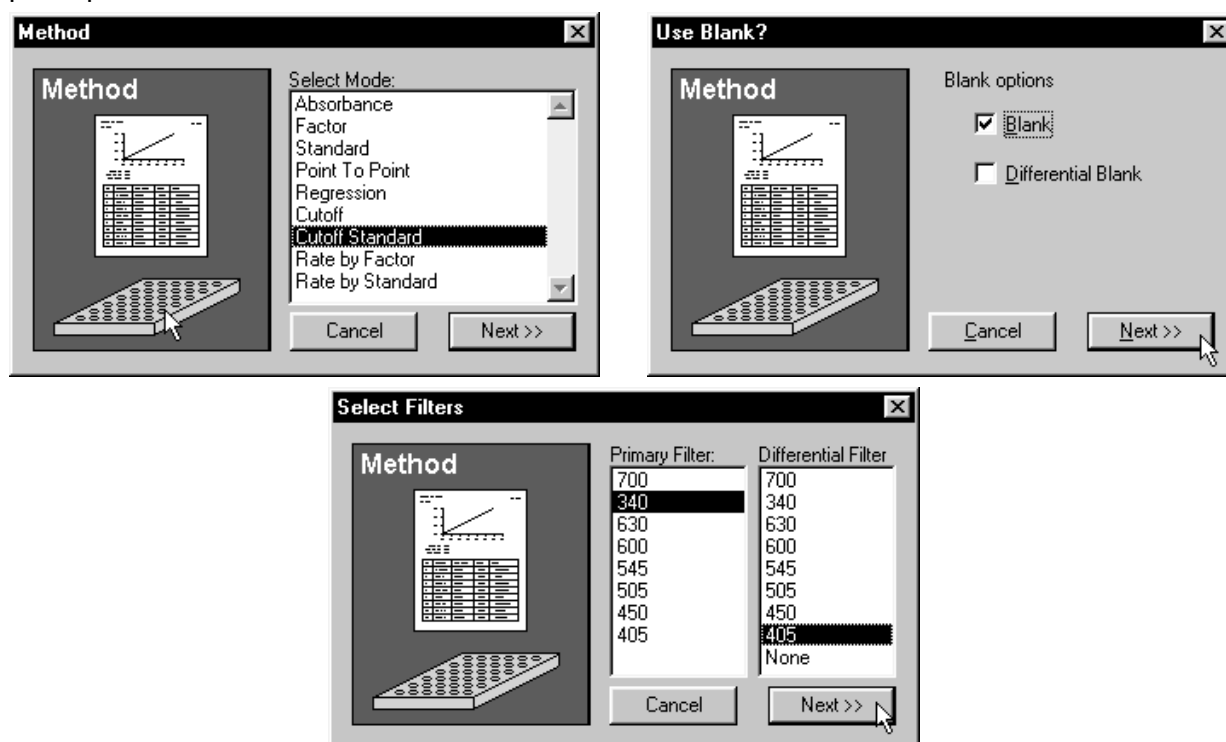 Method
Method
Select Mode:
Absorbance
Factor
Standard
Point To Point
Regression
Cutoff
Cutoff Standard
Rate by Factor
Rate by Standard
Cancel
Next >>
Use Blank?
Method
Blank options
Blank
Differential Blank
Cancel
Next >>
Select Filters
Method
Primary Filter:
700
340
630
600
545
505
450
405
Differential Filter
700
340
630
600
545
505
450
405
None
Cancel
Next >>